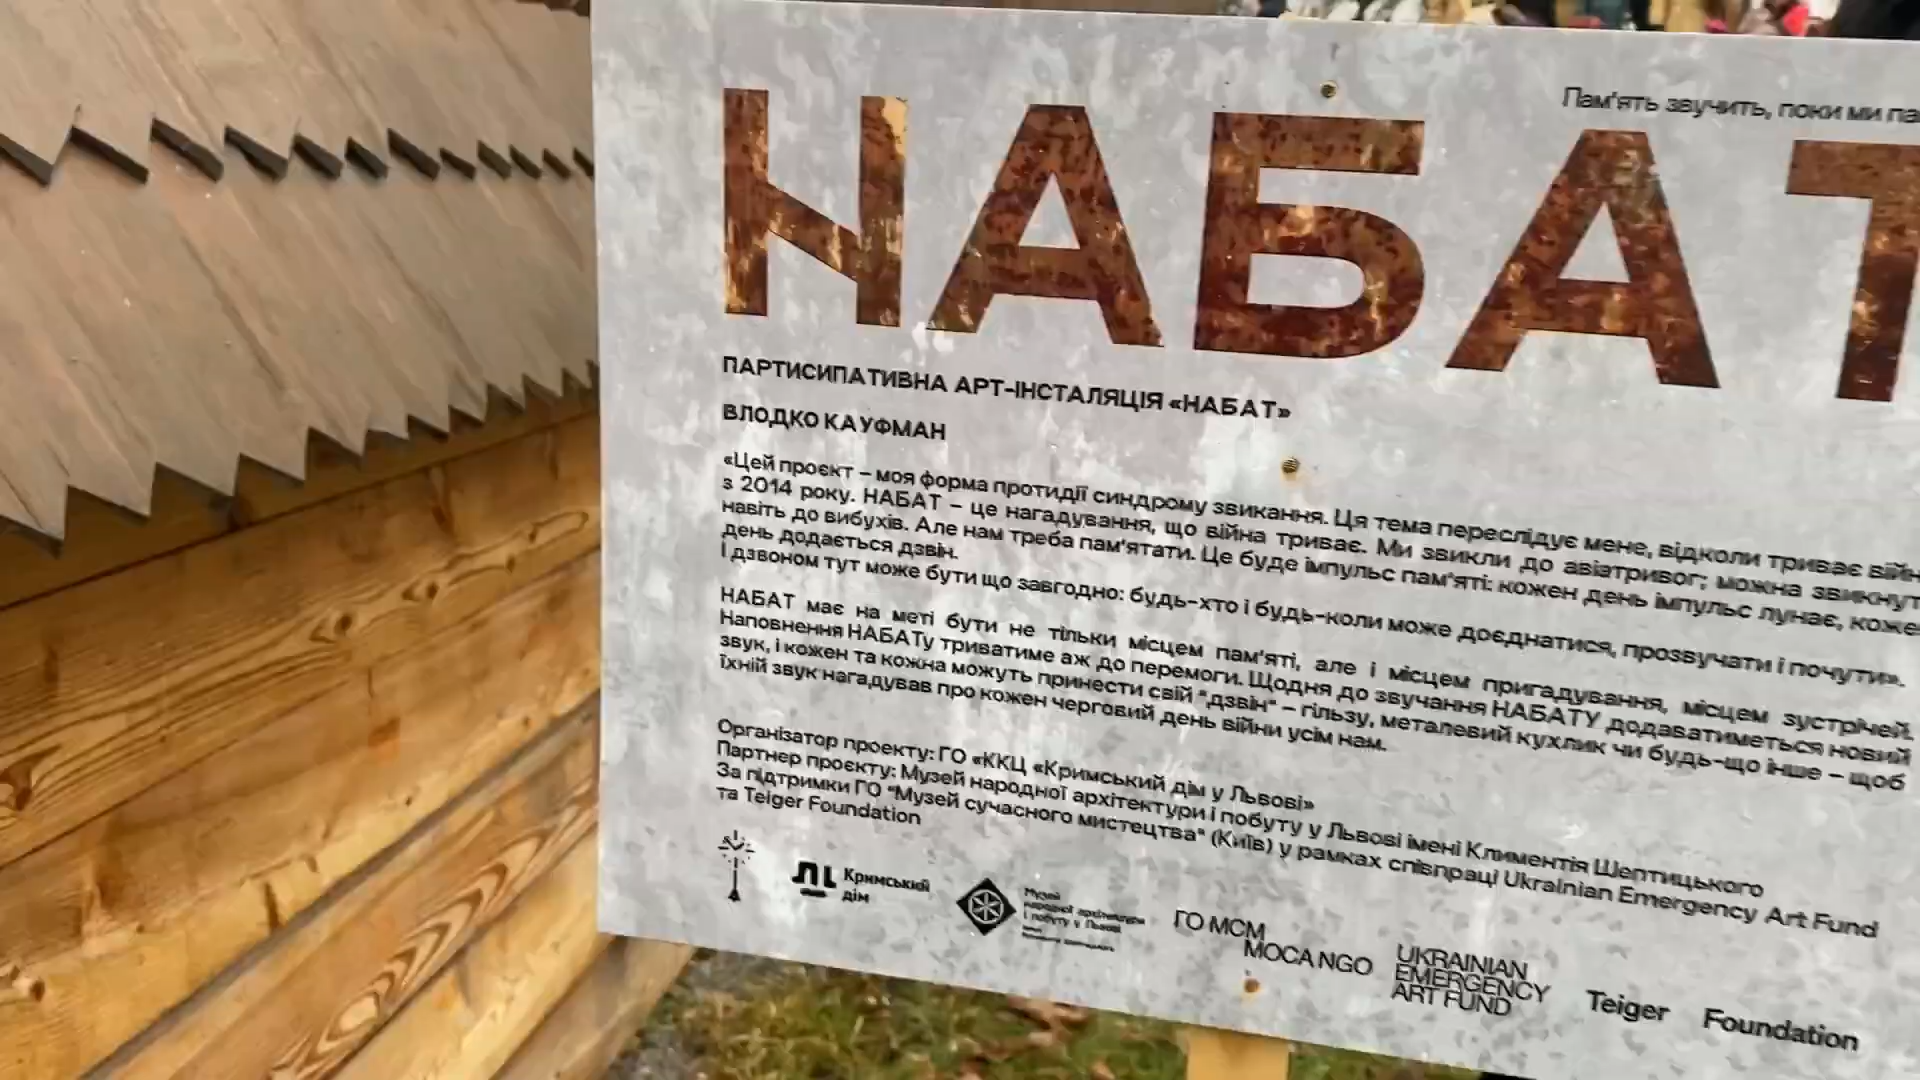 Пам'ять звучить, поки ми
НАБАТ
ПАРТИСИПАТИВНА АРТ-ІНСТАЛЯЦІЯ «НАБАТ»
ВЛОДКО КАУФМАН
«Цей проєкт – моя форма протидії синдрому звикання. Ця тема переслідує мене, відколи триває
з 2014 року. НАБАТ – це нагадування, що війна триває. Ми звикли до авіатривог; можна
навіть до вибухів. Але нам треба пам'ятати. Це буде імпульс пам'яті: кожен день імпульс лунає,
день додається дзвін.
І дзвоном тут може бути що завгодно: будь-хто і будь-коли може доєднатися, прозвучати і почути».
НАБАТ має на меті бути не тільки місцем пам'яті, але і місцем пригадування, місцем зустрічей.
Наповнення НАБАТу триватиме аж до перемоги. Щодня до звучання НАБАТУ додаватиметься новий
звук, і кожен та кожна можуть принести свій "дзвін" – гільзу, металевий кухлик чи будь-що інше – щоб
їхній звук нагадував про кожен черговий день війни усім нам.
Організатор проекту: ГО «ККЦ «Кримський дім у Львові»
Партнер проєкту: Музей народної архітектури і побуту у Львові імені Климентія Шептицького
За підтримки ГО "Музей сучасного мистецтва" (Київ) у рамках співпраці Ukrainian Emergency Art Fund
та Teiger Foundation
Кримський
дім
Музей
народної архітектури
і побуту у Львові
ГО МСМ
MOCA NGO
UKRAINIAN
EMERGENCY
ART FUND
Teiger Foundation